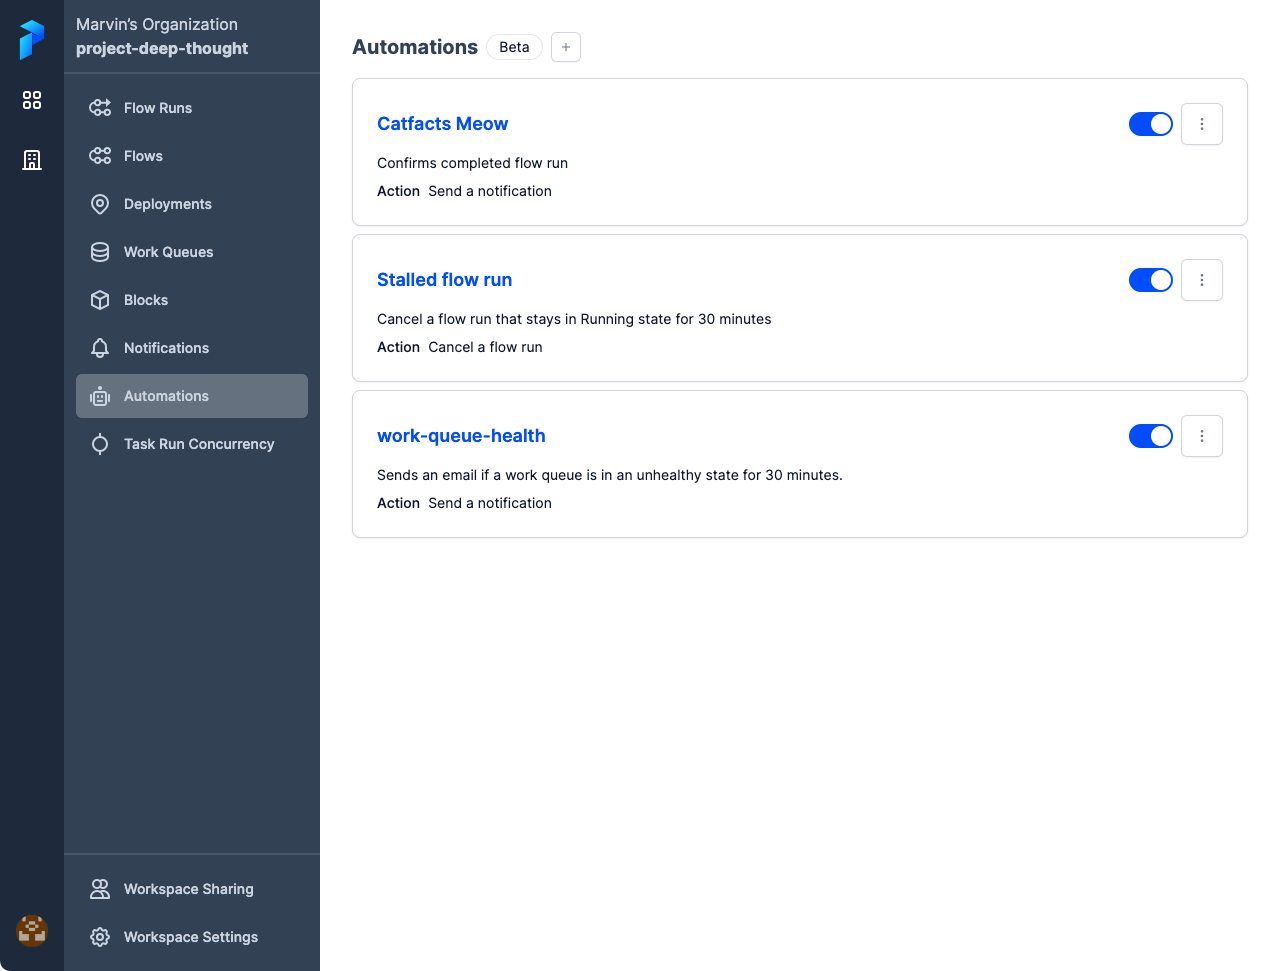 Marvin’s Organization
project-deep-thought
Flow Runs
Flows
Deployments
Work Queues
Blocks
Notifications
Automations
Task Run Concurrency
Workspace Sharing
Workspace Settings
Automations Beta +
Catfacts Meow
Confirms completed flow run
Action Send a notification
Stalled flow run
Cancel a flow run that stays in Running state for 30 minutes
Action Cancel a flow run
work-queue-health
Sends an email if a work queue is in an unhealthy state for 30 minutes.
Action Send a notification